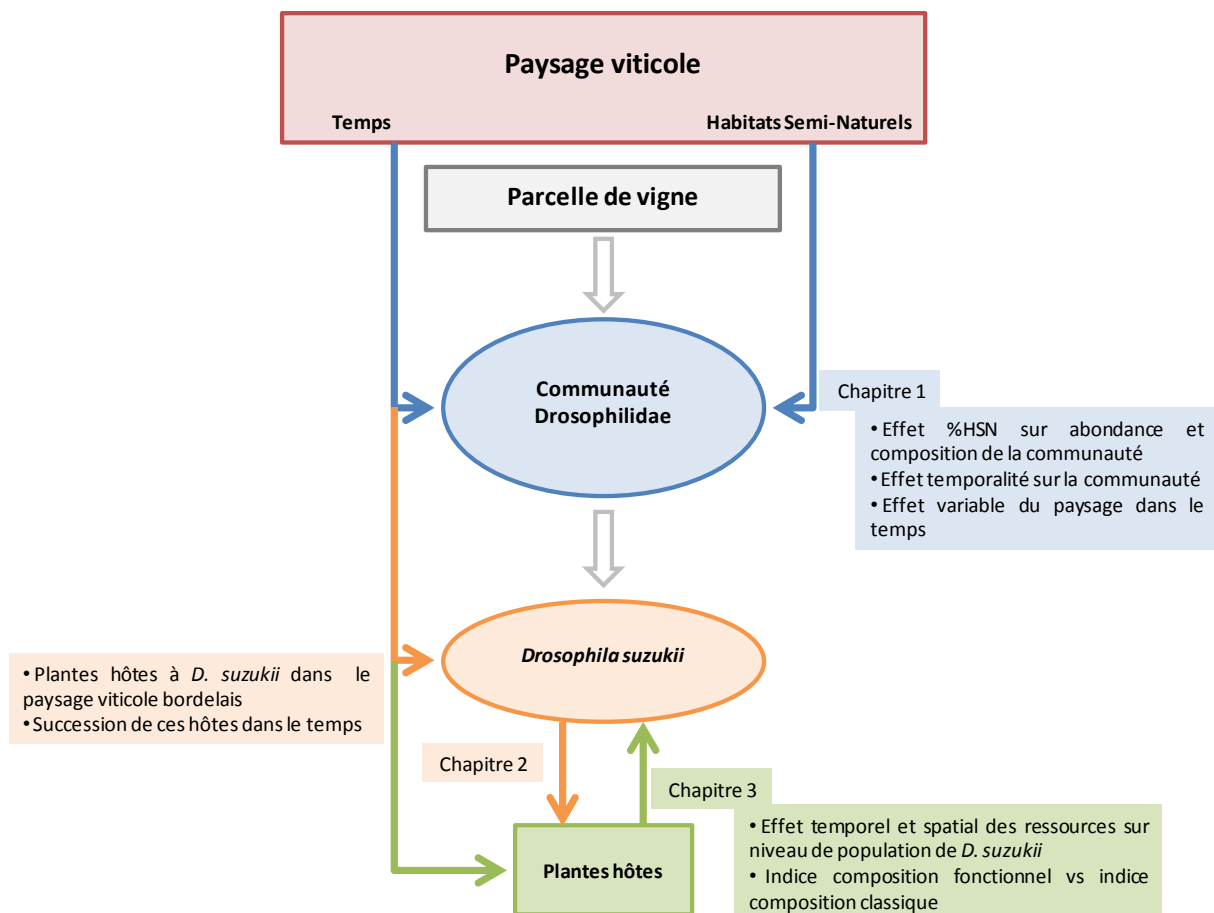 Paysage viticole
Temps
Habitats Semi-Naturels
Parcelle de vigne
Communauté
Drosophilidae
Chapitre 1
• Effet %HSN sur abondance et
composition de la communauté
• Effet temporalité sur la communauté
• Effet variable du paysage dans le
temps
Drosophila suzukii
• Plantes hôtes à D. suzukii dans le
paysage viticole bordelais
• Succession de ces hôtes dans le temps
Chapitre 2
Chapitre 3
• Effet temporel et spatial des ressources sur
niveau de population de D. suzukii
• Indice composition fonctionnel vs indice
composition classique
Plantes hôtes